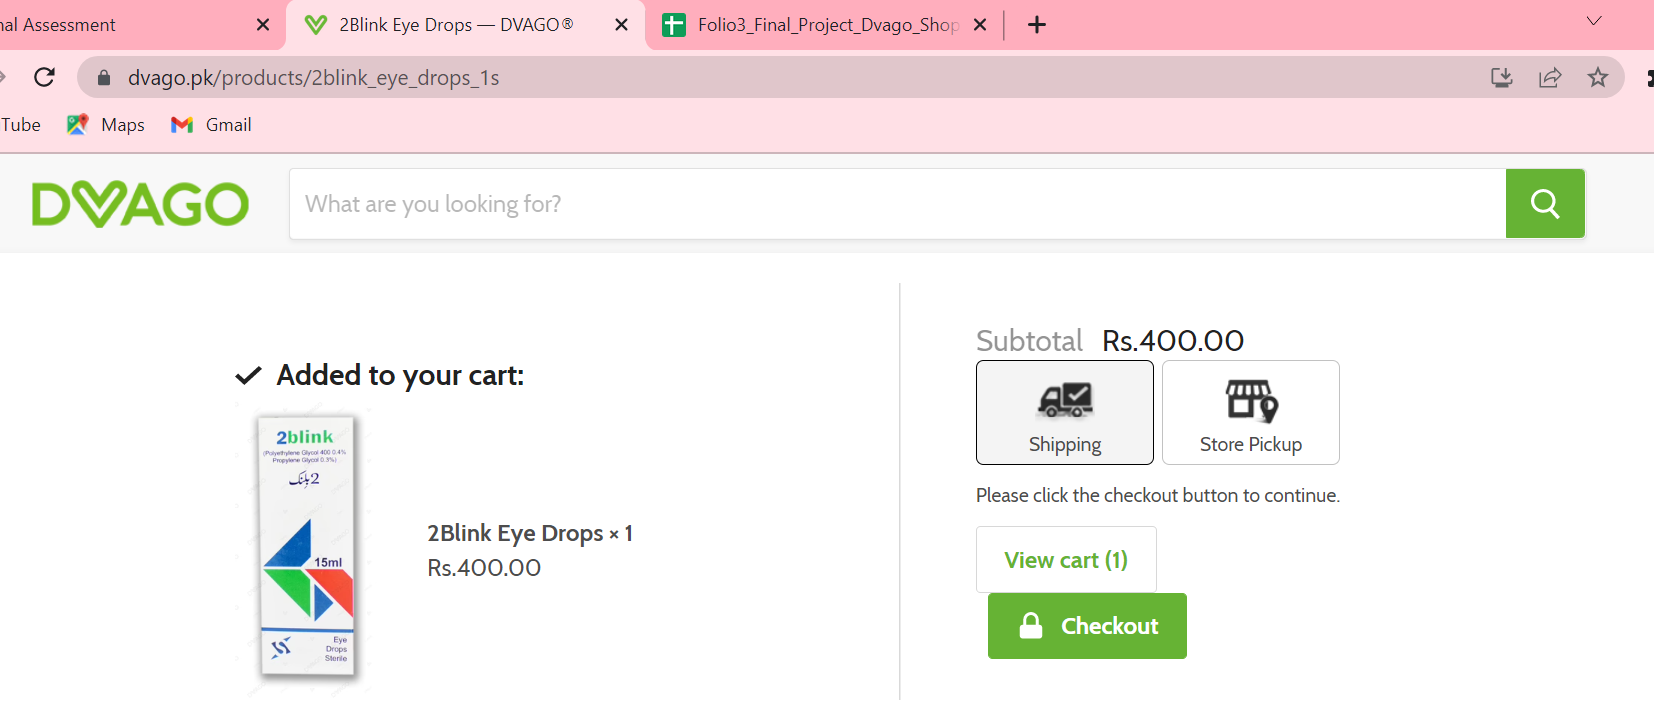 nal Assessment
2Blink Eye Drops — DVAGO®
Folio3_Final_Project_Dvago_Shop
dvago.pk/products/2blink_eye_drops_1s
Tube
Maps
Gmail
DVAGO
What are you looking for?
Added to your cart:
2blink
(Polyethylene Glycol 400 0.4%
Propylene Glycol 0.3%)
2 بلنک
15ml
Eye
Drops
Sterile
2Blink Eye Drops × 1
Rs.400.00
Subtotal Rs.400.00
Shipping
Store Pickup
Please click the checkout button to continue.
View cart (1)
Checkout